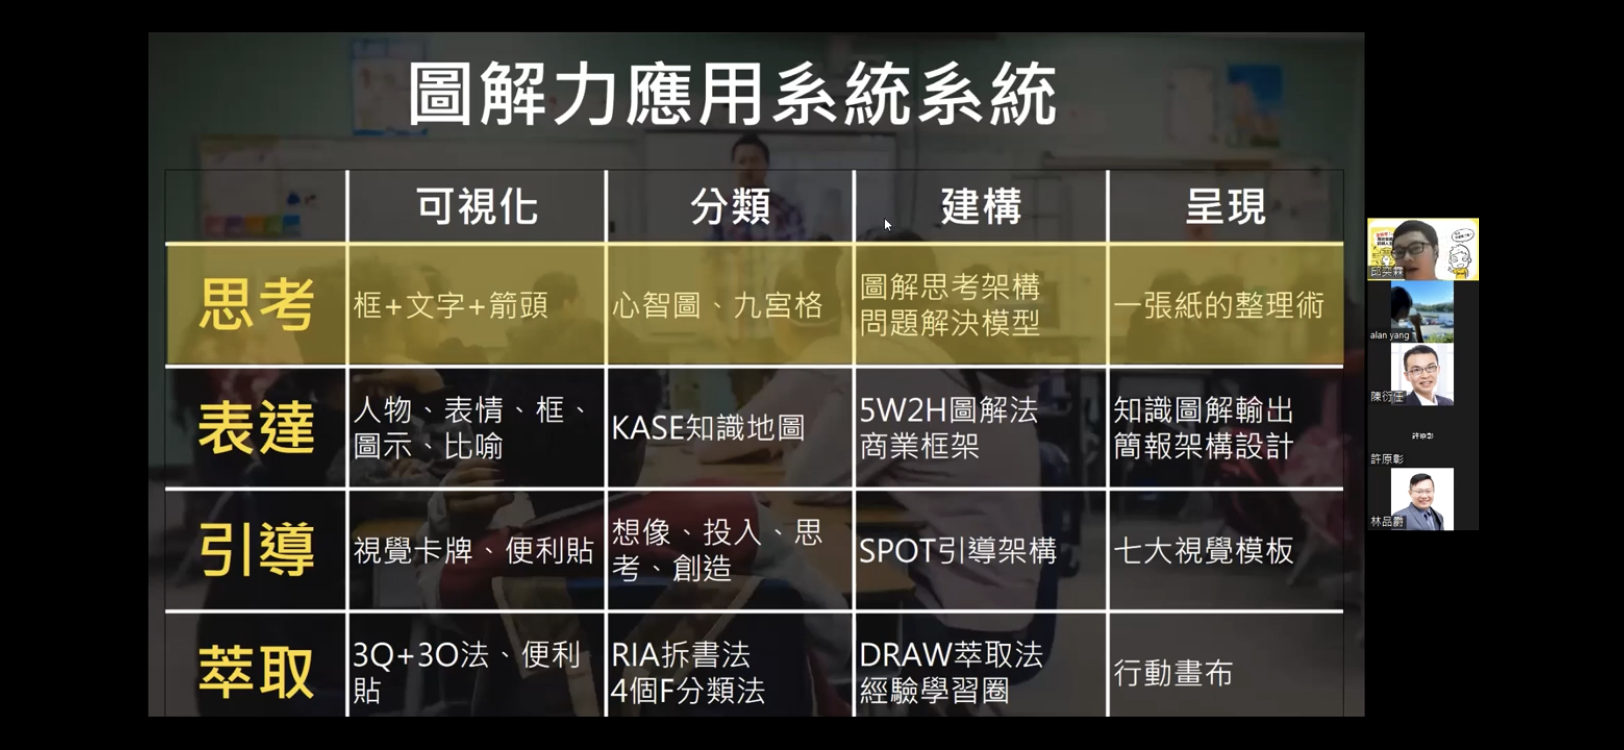 圖解力應用系統系統
可視化 分類 建構 呈現
思考
框+文字+箭頭
心智圖、九宮格
圖解思考架構
問題解決模型
一張紙的整理術
表達
人物、表情、框、
圖示、比喻
KASE知識地圖
5W2H圖解法
商業框架
知識圖解輸出
簡報架構設計
引導
視覺卡牌、便利貼
想像、投入、思
考、創造
SPOT引導架構
七大視覺模板
萃取
3Q+3O法、便利
貼
RIA拆書法
4個F分類法
DRAW萃取法
經驗學習圈
行動畫布
邱奕霖
alan yang
陳衍任
許原彰
許原彰